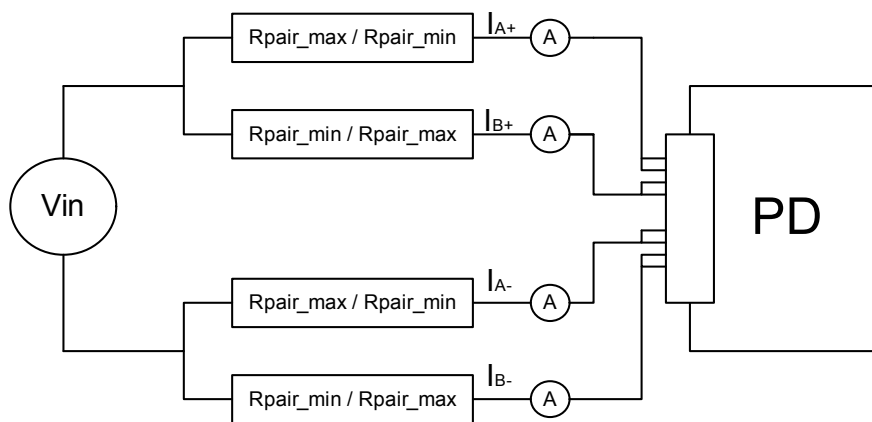 Rpair_max / Rpair_min IA+ A
Rpair_min / Rpair_max IB+ A
Vin
PD
Rpair_max / Rpair_min IA- A
Rpair_min / Rpair_max IB- A